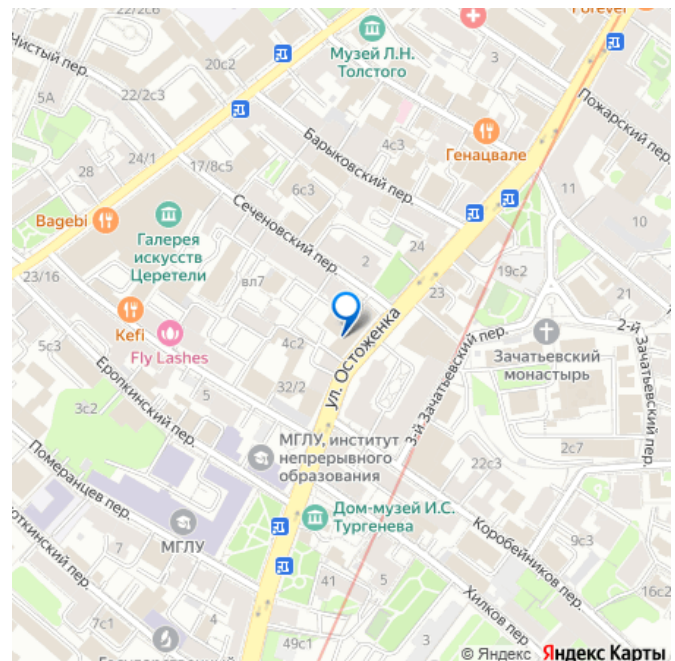 22/2с6
Forever
Чистый пер.
Музей Л.Н.
Толстого
3
20с2
5А
22/2с3
Пожарский пер.
Барыковский пер.
4с3
Генацвале
28
24/1
17/8с5
6с3
11
Bagebi
Сеченовский пер.
10
Галерея
искусств
Церетели
24
2
19с2
23/16
вл7
23
Kefi
ул. Остоженка
2-й Зачатьевский пер.
Зачатьевский
монастырь
Fly Lashes
4с2
3-й Зачатьевский пер.
5с3
Еропкинский пер.
32/2
5
3с2
МГЛУ, институт
непрерывного
образования
2с7
22с3
Померанцев пер.
Дом-музей И.С.
Тургенева
МГЛУ
Коробейников пер.
9с3
7
41
5
Хилков пер.
16с2
49с1
3
© Яндекс Яндекс Карты